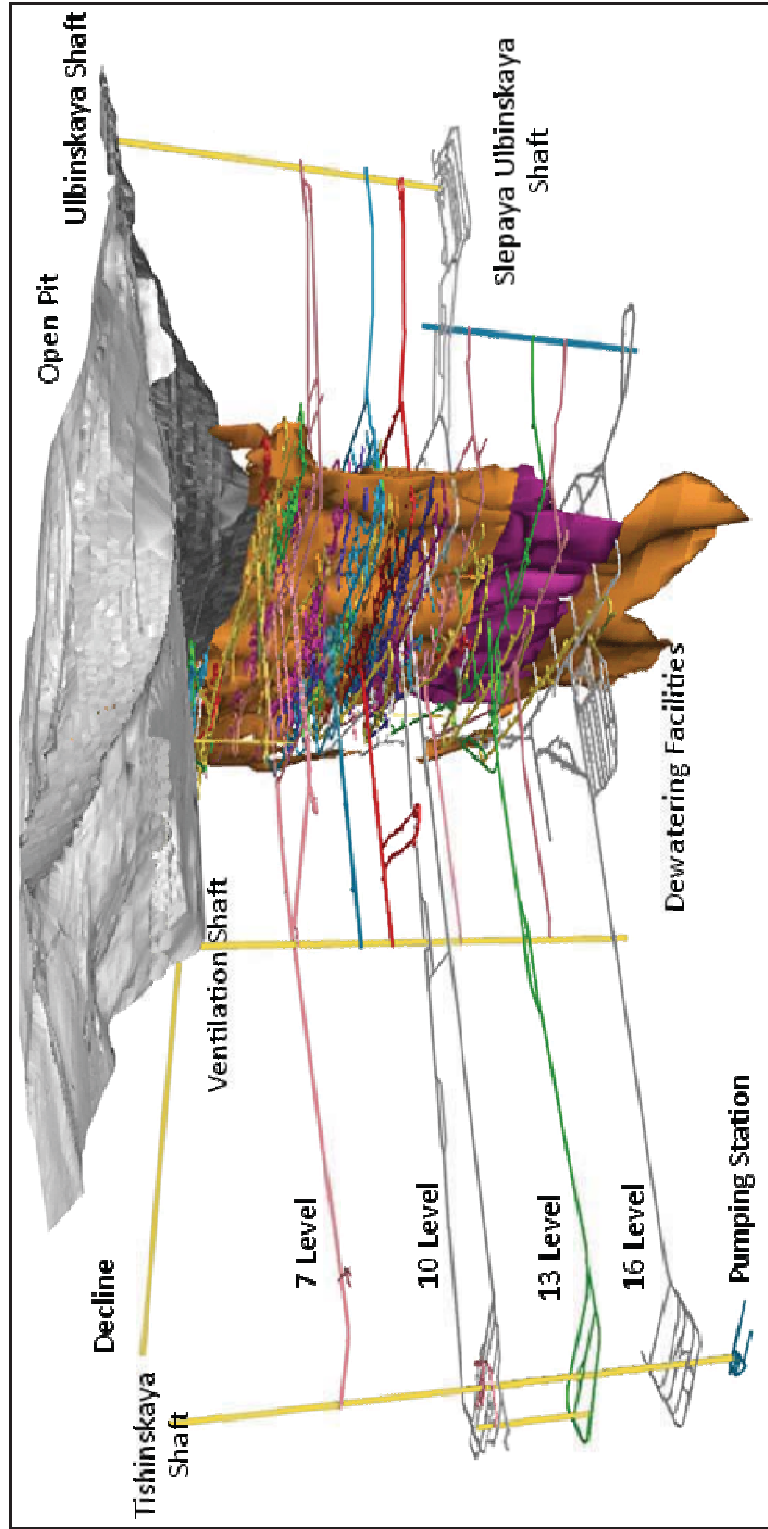 Open Pit
Ulbinskaya Shaft
Decline
Tishinskaya
Shaft
Ventilation Shaft
7 Level
10 Level
Slepaya Ulbinskaya
Shaft
13 Level
16 Level
Dewatering Facilities
Pumping Station